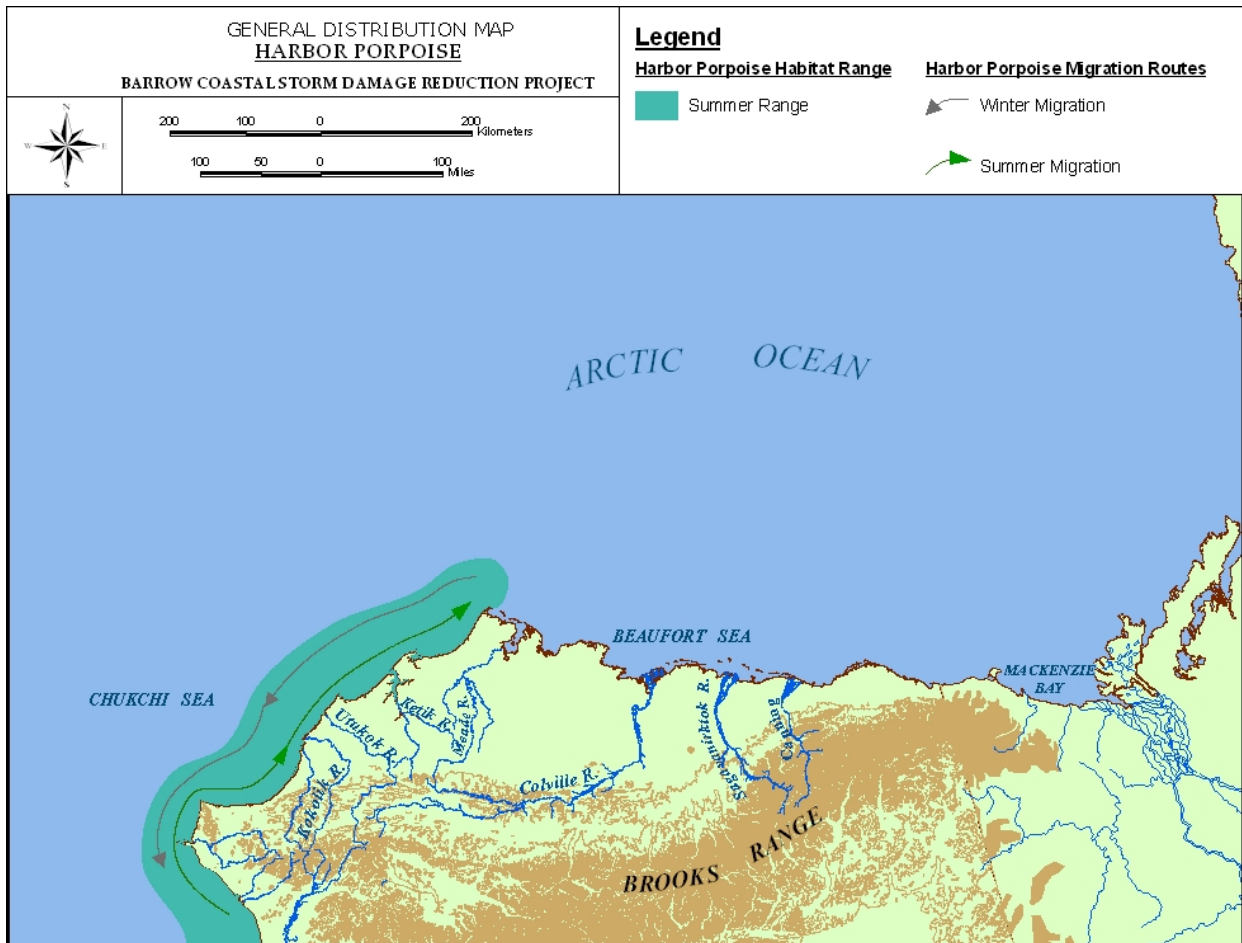 GENERAL DISTRIBUTION MAP
HARBOR PORPOISE
BARROW COASTAL STORM DAMAGE REDUCTION PROJECT
N
W E
S
200 100 0 200
Kilometers
100 50 0 100
Miles
Legend
Harbor Porpoise Habitat Range
Summer Range
Harbor Porpoise Migration Routes
Winter Migration
Summer Migration
ARCTIC OCEAN
BEAUFORT SEA
MACKENZIE
BAY
CHUKCHI SEA
Utukok R.
Ketik R.
Meade R.
Kokolik R.
Colville R.
Sagavanirktok R.
Canning
BROOKS RANGE